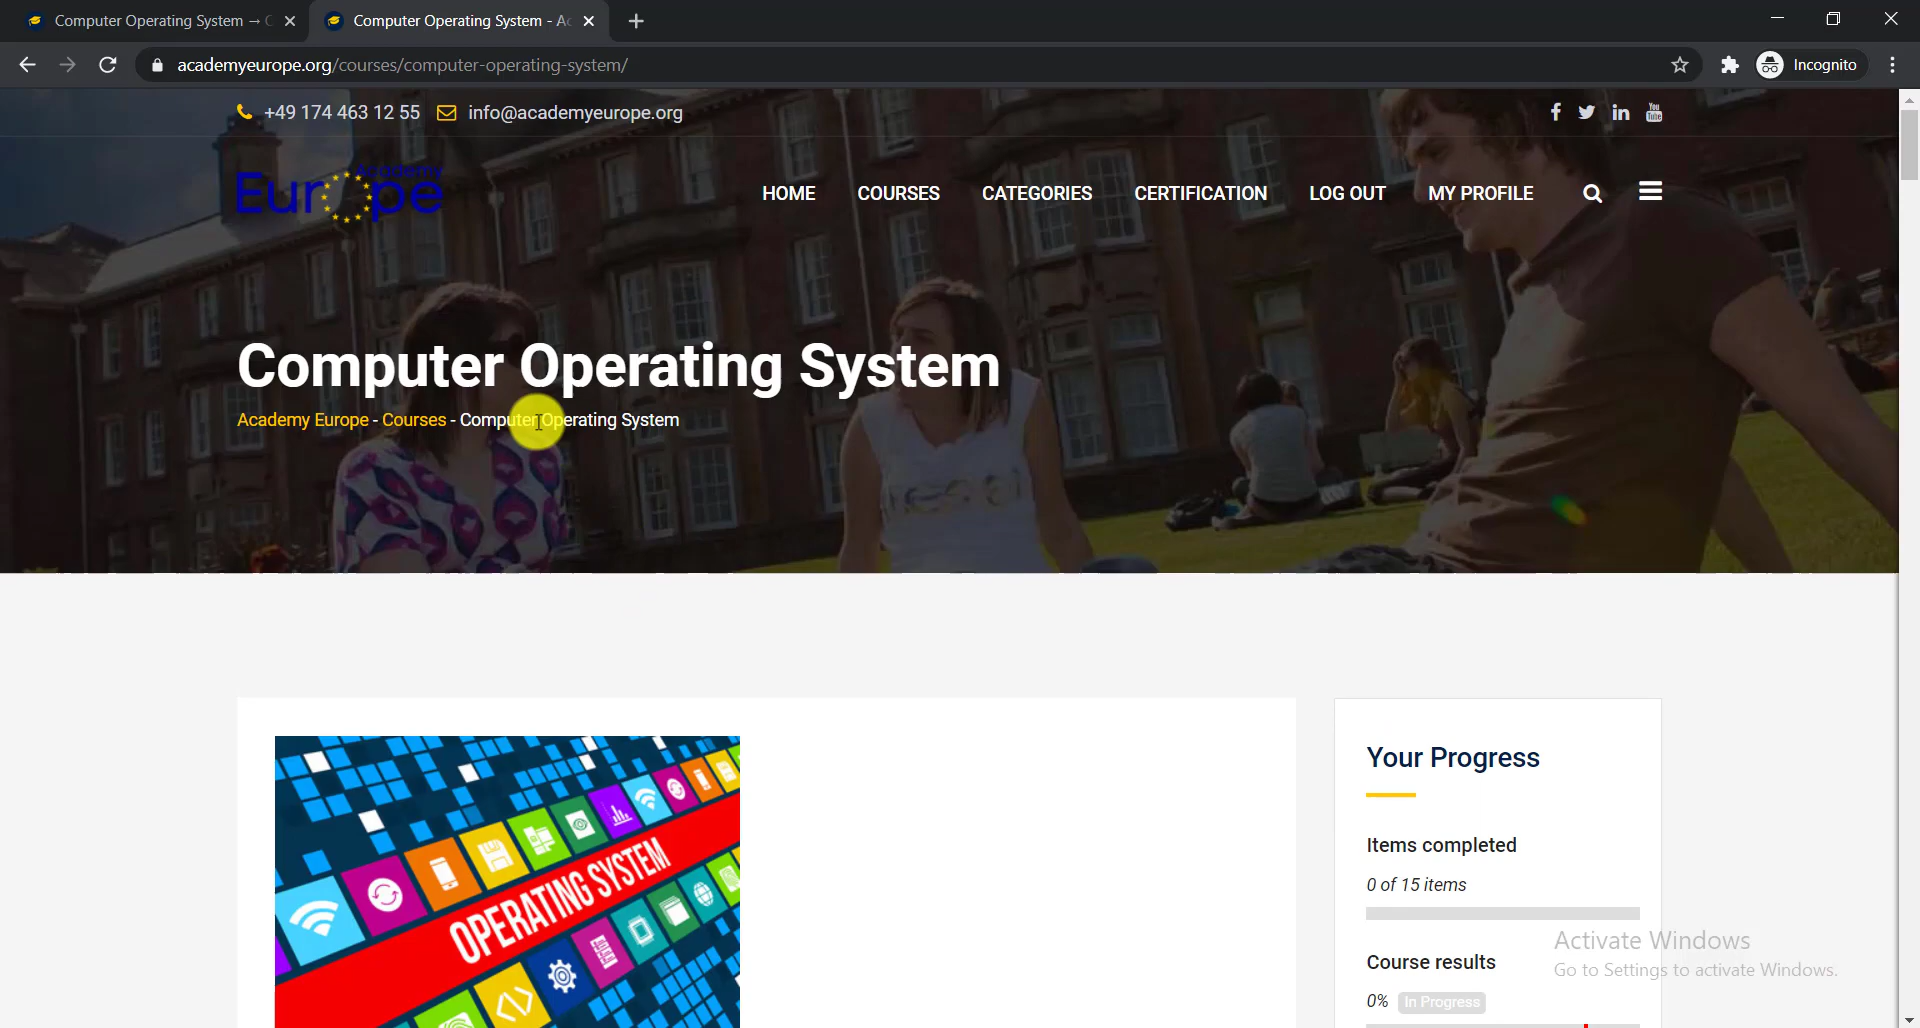 Computer Operating System → C
Computer Operating System - Ac
academyeurope.org/courses/computer-operating-system/
Incognito
+49 174 463 12 55
info@academyeurope.org
You
Tube
Academy
Europe
HOME
COURSES
CATEGORIES
CERTIFICATION
LOG OUT
MY PROFILE
Computer Operating System
Academy Europe - Courses - Computer Operating System
OPERATING SYSTEM
Your Progress
Items completed
0 of 15 items
Course results
0% In Progress
Activate Windows
Go to Settings to activate Windows.